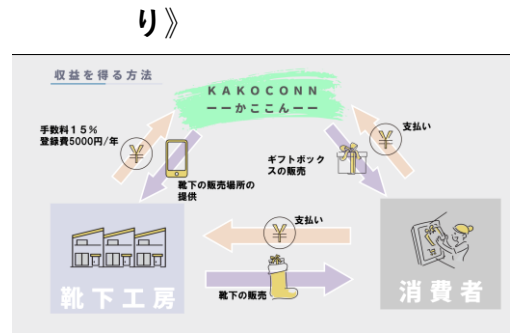 り》
収益を得る方法
KAKOCONN
ーーかここんーー
手数料15%
登録費5000円/年
¥
靴下の販売場所の
提供
ギフトボック
スの販売
¥
支払い
¥
支払い
靴下の販売
靴下工房
消費者